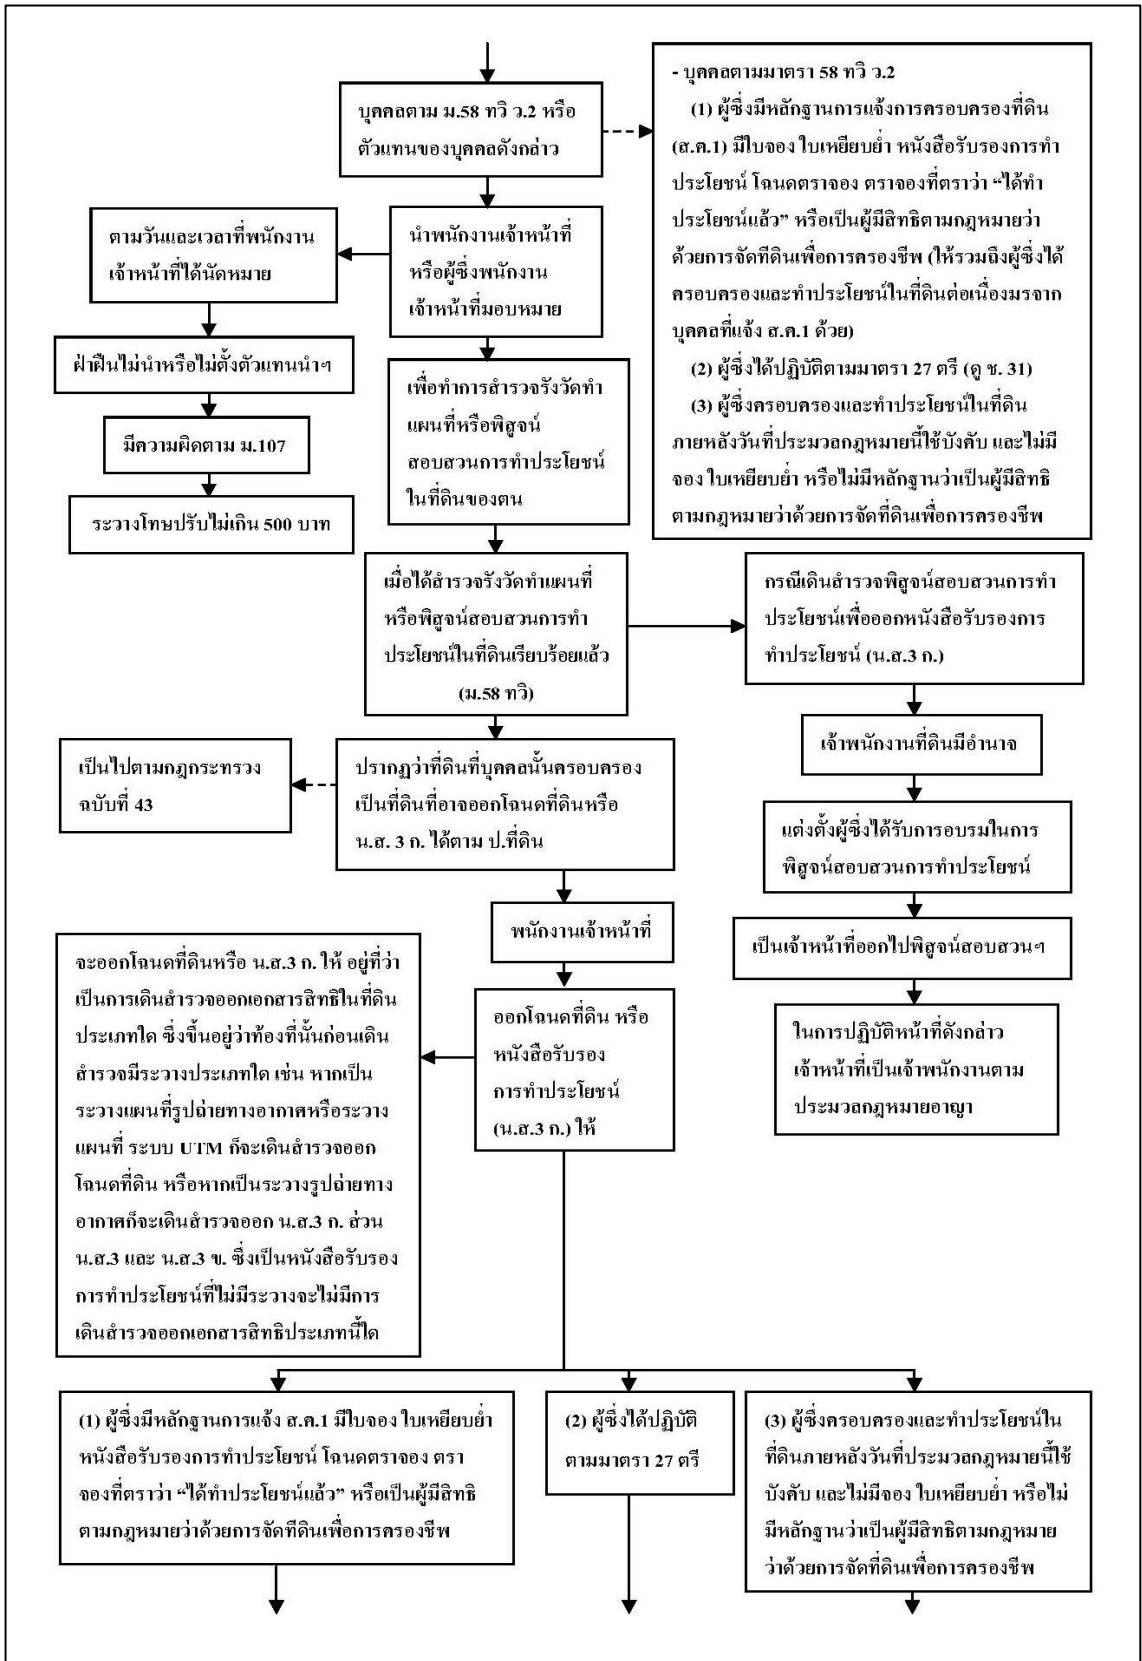 บุคคลตาม ม.58 ทวิ ว.2 หรือ
ตัวแทนของบุคคลดังกล่าว
- บุคคลตามมาตรา 58 ทวิ ว.2
(1) ผู้ซึ่งมีหลักฐานการแจ้งการครอบครองที่ดิน
(ส.ค.1) มีใบจอง ใบเหยียบย่ำ หนังสือรับรองการทำ
ประโยชน์ โฉนดตราจอง ตราจองที่ตราว่า “ได้ทำ
ประโยชน์แล้ว” หรือเป็นผู้มีสิทธิตามกฎหมายว่า
ด้วยการจัดที่ดินเพื่อการครองชีพ (ให้รวมถึงผู้ซึ่งได้
ครอบครองและทำประโยชน์ในที่ดินต่อเนื่องมรจาก
บุคคลที่แจ้ง ส.ค.1 ด้วย)
(2) ผู้ซึ่งได้ปฏิบัติตามมาตรา 27 ตรี (ดู ช. 31)
(3) ผู้ซึ่งครอบครองและทำประโยชน์ในที่ดิน
ภายหลังวันที่ประมวลกฎหมายนี้ใช้บังคับ และไม่มี
จอง ใบเหยียบย่ำ หรือไม่มีหลักฐานว่าเป็นผู้มีสิทธิ
ตามกฎหมายว่าด้วยการจัดที่ดินเพื่อการครองชีพ
นำพนักงานเจ้าหน้าที่
หรือผู้ซึ่งพนักงาน
เจ้าหน้าที่มอบหมาย
ตามวันและเวลาที่พนักงาน
เจ้าหน้าที่ได้นัดหมาย
ฝ่าฝืนไม่นำหรือไม่ตั้งตัวแทนนำฯ
มีความผิดตาม ม.107
ระวางโทษปรับไม่เกิน 500 บาท
เพื่อทำการสำรวจรังวัดทำ
แผนที่หรือพิสูจน์
สอบสวนการทำประโยชน์
ในที่ดินของตน
เมื่อได้สำรวจรังวัดทำแผนที่
หรือพิสูจน์สอบสวนการทำ
ประโยชน์ในที่ดินเรียบร้อยแล้ว
(ม.58 ทวิ)
กรณีเดินสำรวจพิสูจน์สอบสวนการทำ
ประโยชน์เพื่อออกหนังสือรับรองการ
ทำประโยชน์ (น.ส.3 ก.)
เจ้าพนักงานที่ดินมีอำนาจ
แต่งตั้งผู้ซึ่งได้รับการอบรมในการ
พิสูจน์สอบสวนการทำประโยชน์
เป็นเจ้าหน้าที่ออกไปพิสูจน์สอบสวนฯ
ในการปฏิบัติหน้าที่ดังกล่าว
เจ้าหน้าที่เป็นเจ้าพนักงานตาม
ประมวลกฎหมายอาญา
ปรากฏว่าที่ดินที่บุคคลนั้นครอบครอง
เป็นที่ดินที่อาจออกโฉนดที่ดินหรือ
น.ส. 3 ก. ได้ตาม ป.ที่ดิน
เป็นไปตามกฎกระทรวง
ฉบับที่ 43
พนักงานเจ้าหน้าที่
ออกโฉนดที่ดิน หรือ
หนังสือรับรอง
การทำประโยชน์
(น.ส.3 ก.) ให้
จะออกโฉนดที่ดินหรือ น.ส.3 ก. ให้ อยู่ที่ว่า
เป็นการเดินสำรวจออกเอกสารสิทธิในที่ดิน
ประเภทใด ซึ่งขึ้นอยู่ว่าท้องที่นั้นก่อนเดิน
สำรวจมีระวางประเภทใด เช่น หากเป็น
ระวางแผนที่รูปถ่ายทางอากาศหรือระวาง
แผนที่ ระบบ UTM ก็จะเดินสำรวจออก
โฉนดที่ดิน หรือหากเป็นระวางรูปถ่ายทาง
อากาศก็จะเดินสำรวจออก น.ส.3 ก. ส่วน
น.ส.3 และ น.ส.3 ข. ซึ่งเป็นหนังสือรับรอง
การทำประโยชน์ที่ไม่มีระวางจะไม่มีการ
เดินสำรวจออกเอกสารสิทธิประเภทนี้ใด
(1) ผู้ซึ่งมีหลักฐานการแจ้ง ส.ค.1 มีใบจอง ใบเหยียบย่ำ
หนังสือรับรองการทำประโยชน์ โฉนดตราจอง ตรา
จองที่ตราว่า “ได้ทำประโยชน์แล้ว” หรือเป็นผู้มีสิทธิ
ตามกฎหมายว่าด้วยการจัดที่ดินเพื่อการครองชีพ
(2) ผู้ซึ่งได้ปฏิบัติ
ตามมาตรา 27 ตรี
(3) ผู้ซึ่งครอบครองและทำประโยชน์ใน
ที่ดินภายหลังวันที่ประมวลกฎหมายนี้ใช้
บังคับ และไม่มีจอง ใบเหยียบย่ำ หรือไม่
มีหลักฐานว่าเป็นผู้มีสิทธิตามกฎหมาย
ว่าด้วยการจัดที่ดินเพื่อการครองชีพ